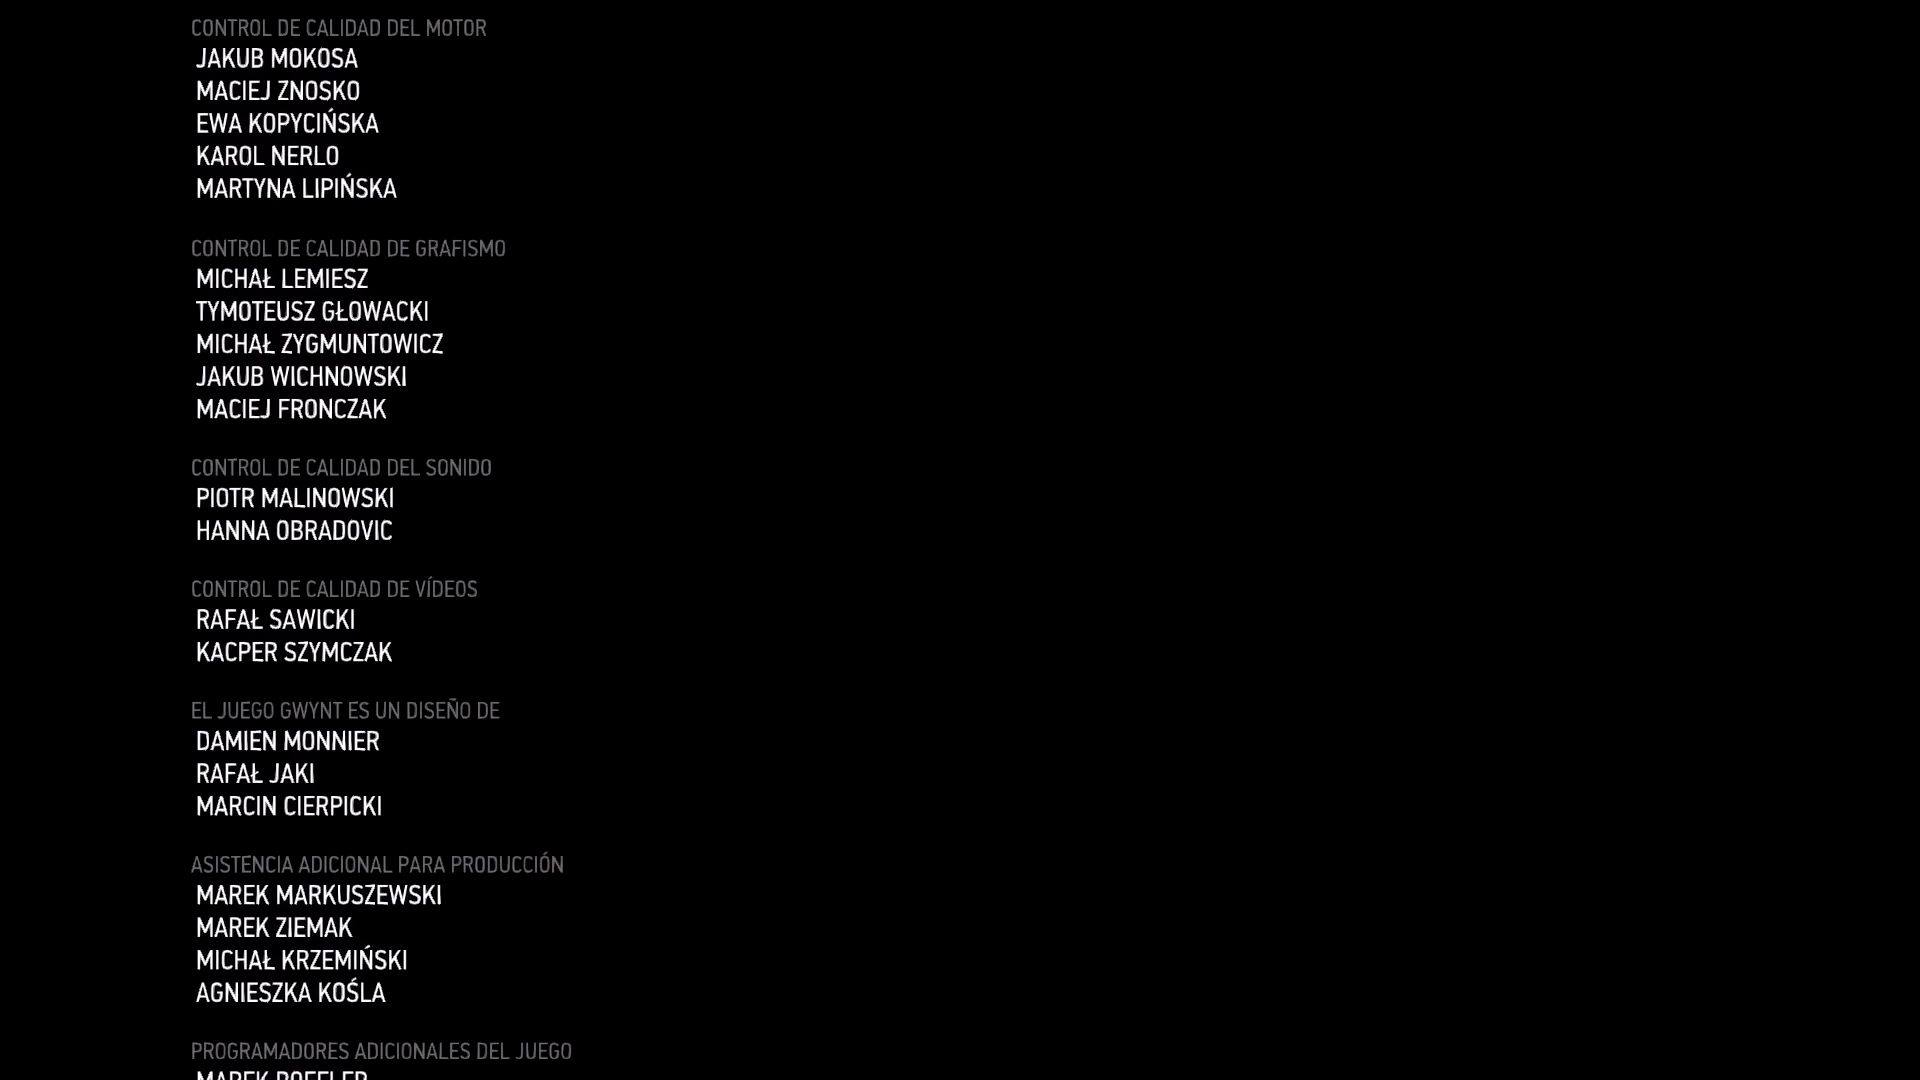 CONTROL DE CALIDAD DEL MOTOR
JAKUB MOKOSA
MACIEJ ZNOSKO
EWA KOPYCIŃSKA
KAROL NERLO
MARTYNA LIPIŃSKA
CONTROL DE CALIDAD DE GRAFISMO
MICHAŁ LEMIESZ
TYMOTEUSZ GŁOWACKI
MICHAŁ ZYGMUNTOWICZ
JAKUB WICHNOWSKI
MACIEJ FRONCZAK
CONTROL DE CALIDAD DEL SONIDO
PIOTR MALINOWSKI
HANNA OBRADOVIC
CONTROL DE CALIDAD DE VÍDEOS
RAFAŁ SAWICKI
KACPER SZYMCZAK
EL JUEGO GWYNT ES UN DISEÑO DE
DAMIEN MONNIER
RAFAŁ JAKI
MARCIN CIERPICKI
ASISTENCIA ADICIONAL PARA PRODUCCIÓN
MAREK MARKUSZEWSKI
MAREK ZIEMAK
MICHAŁ KRZEMIŃSKI
AGNIESZKA KOŚLA
PROGRAMADORES ADICIONALES DEL JUEGO
MAREK